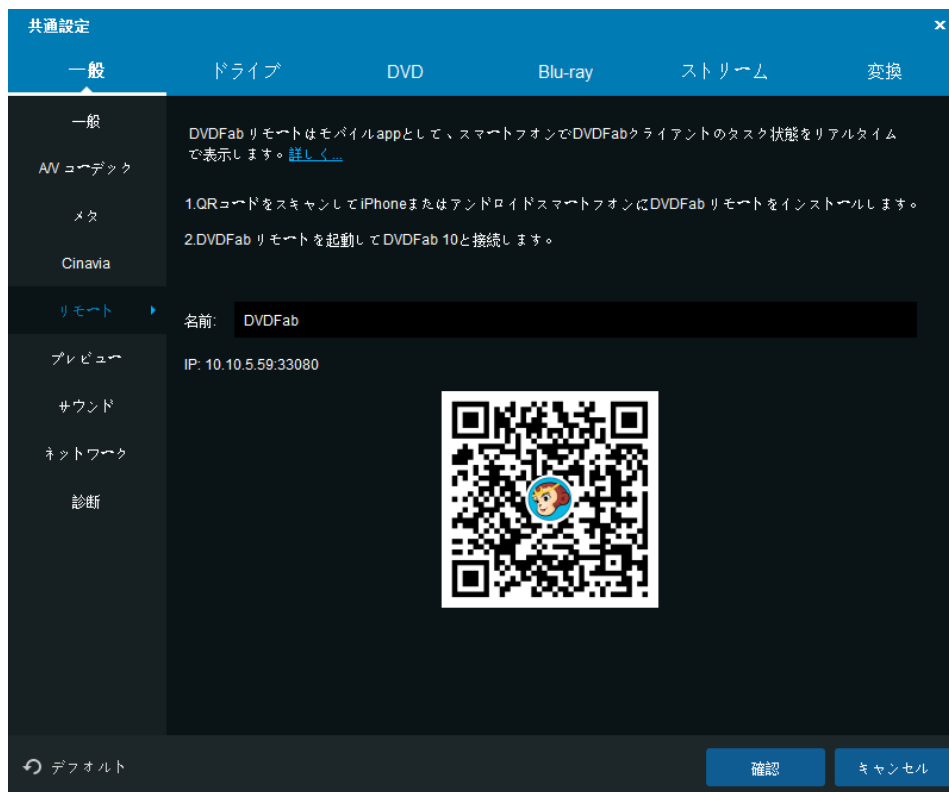 共通設定
×
一般
ドライブ
DVD
Blu-ray
ストリーム
変換
一般
A/V コーデック
メタ
Cinavia
リモート
プレビュー
サウンド
ネットワーク
診断
DVDFab リモートはモバイルappとして、スマートフォンでDVDFabクライアントのタスク状態をリアルタイム
で表示します。詳しく...
1.QRコードをスキャンしてiPhoneまたはアンドロイドスマートフォンにDVDFab リモートをインストールします。
2.DVDFab リモートを起動してDVDFab 10と接続します。
名前: DVDFab
IP: 10.10.5.59:33080
デフォルト
確認
キャンセル